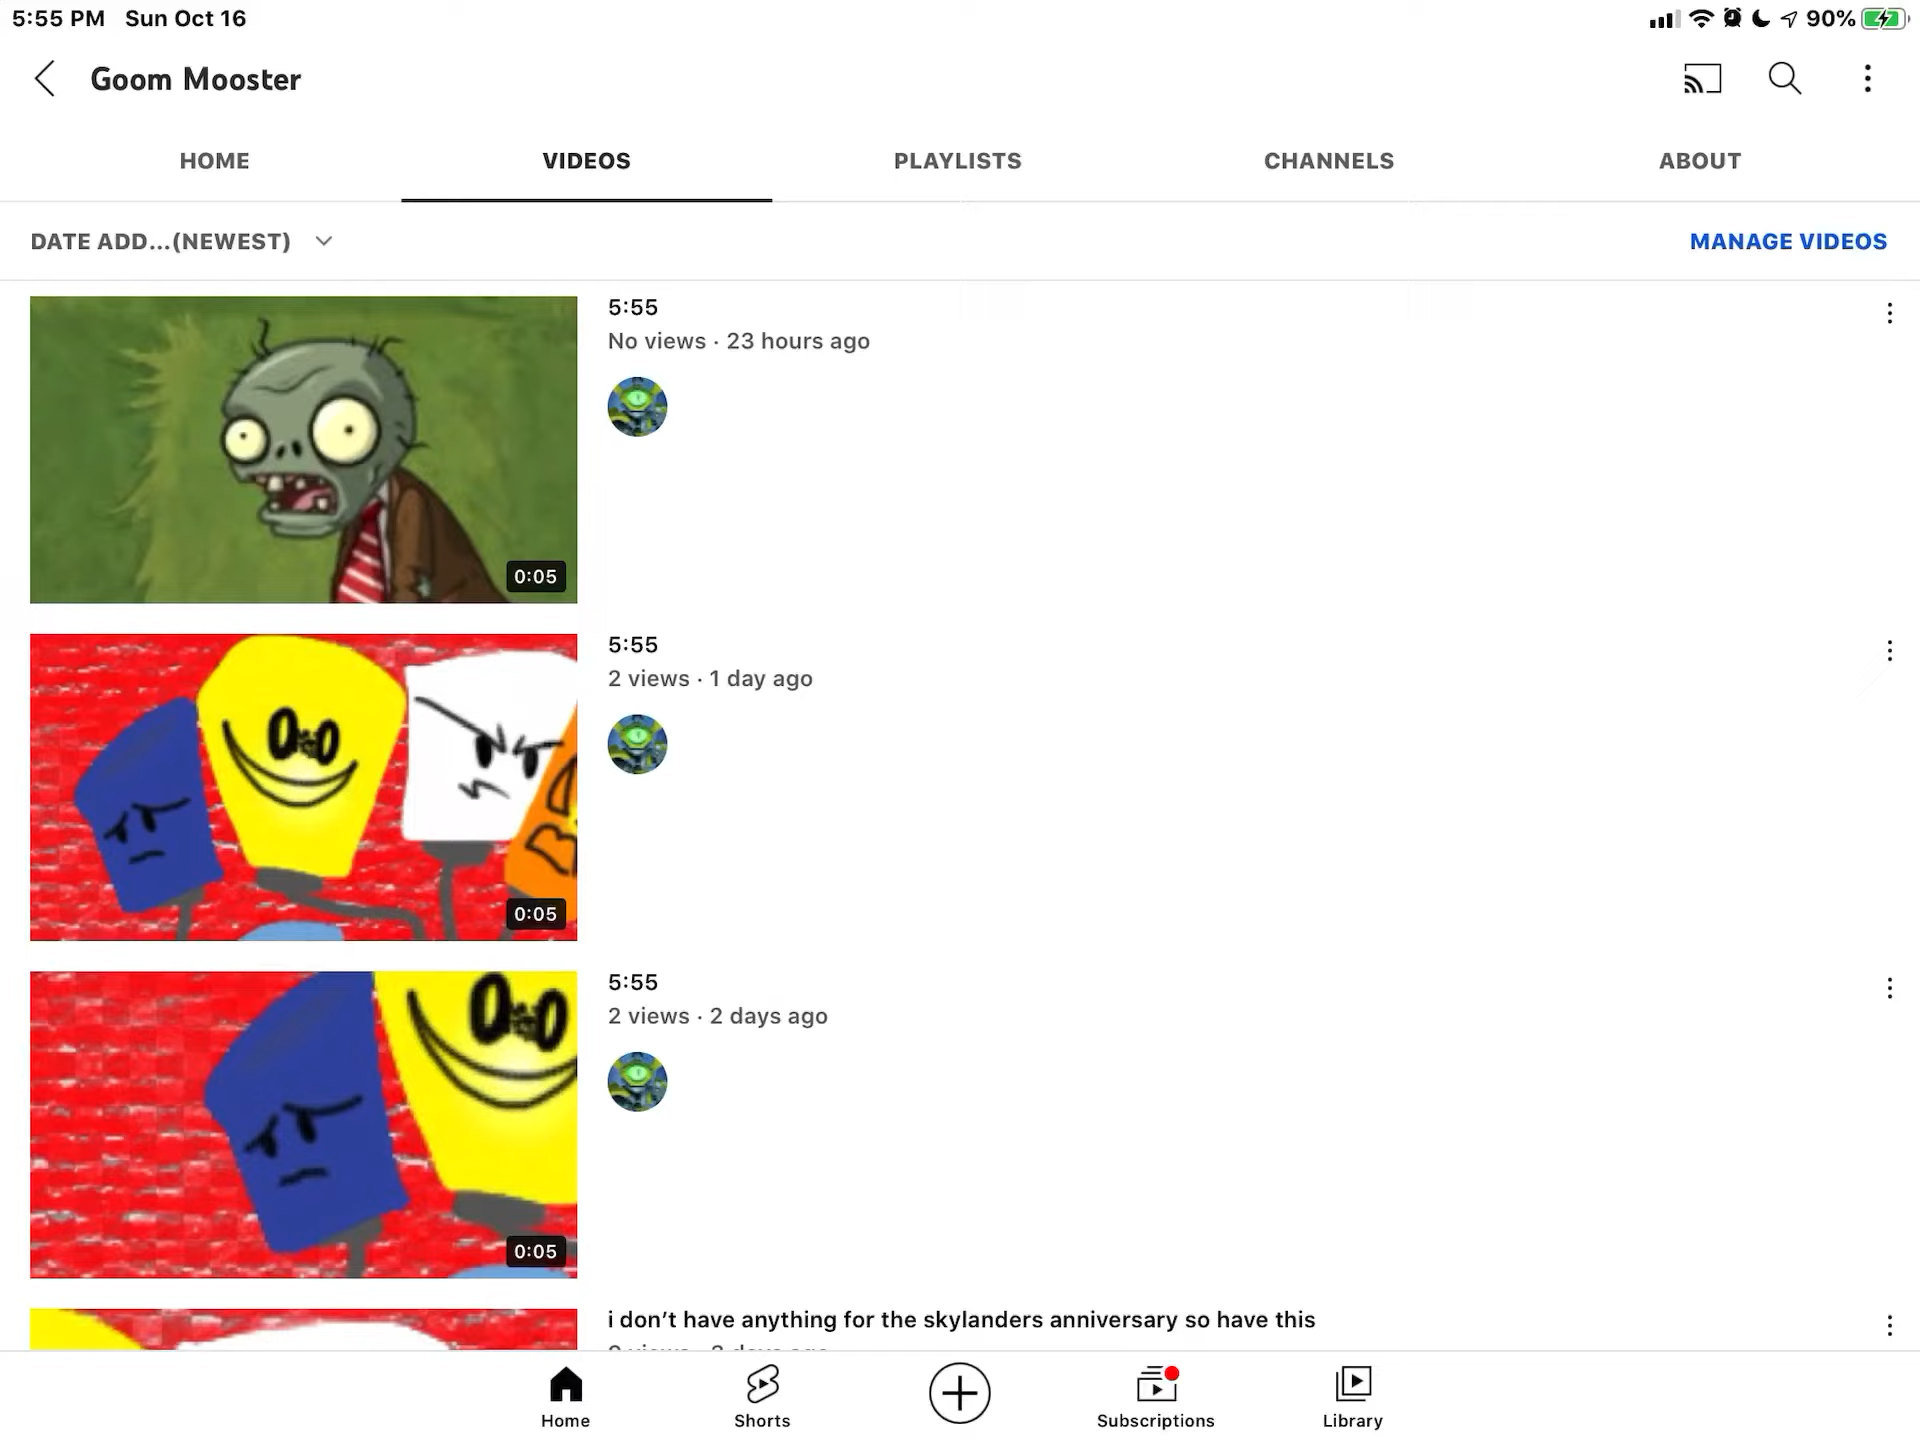 5:55 PM Sun Oct 16
90%
Goom Mooster
HOME VIDEOS PLAYLISTS CHANNELS ABOUT
DATE ADD...(NEWEST)
MANAGE VIDEOS
5:55
No views · 23 hours ago
0:05
5:55
2 views · 1 day ago
0:05
5:55
2 views · 2 days ago
0:05
i don’t have anything for the skylanders anniversary so have this
Home Shorts Subscriptions Library